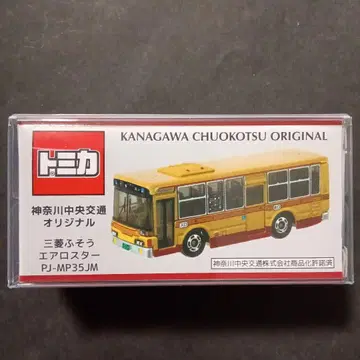 トミカ
KANAGAWA CHUOKOTSU ORIGINAL
神奈川中央交通
オリジナル
三菱ふそう
エアロスター
PJ-MP35JM
神奈川中央交通株式会社商品化許諾済